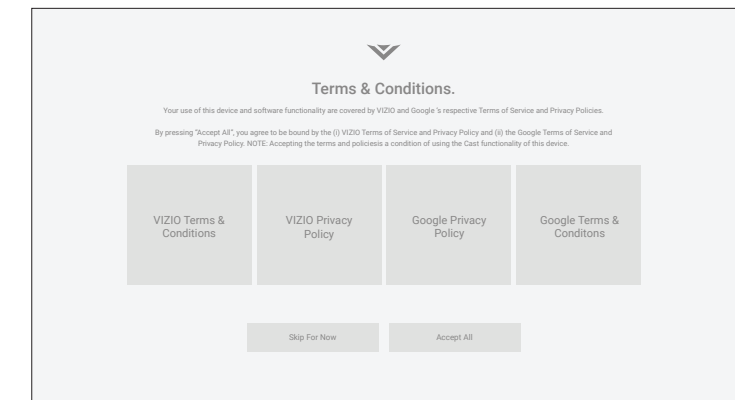 Terms & Conditions.
Your use of this device and software functionality are covered by VIZIO and Google 's respective Terms of Service and Privacy Policies.
By pressing "Accept All", you agree to be bound by the (i) VIZIO Terms of Service and Privacy Policy and (ii) the Google Terms of Service and
Privacy Policy. NOTE: Accepting the terms and policiesis a condition of using the Cast functionality of this device.
VIZIO Terms &
Conditions
VIZIO Privacy
Policy
Google Privacy
Policy
Google Terms &
Conditons
Skip For Now
Accept All